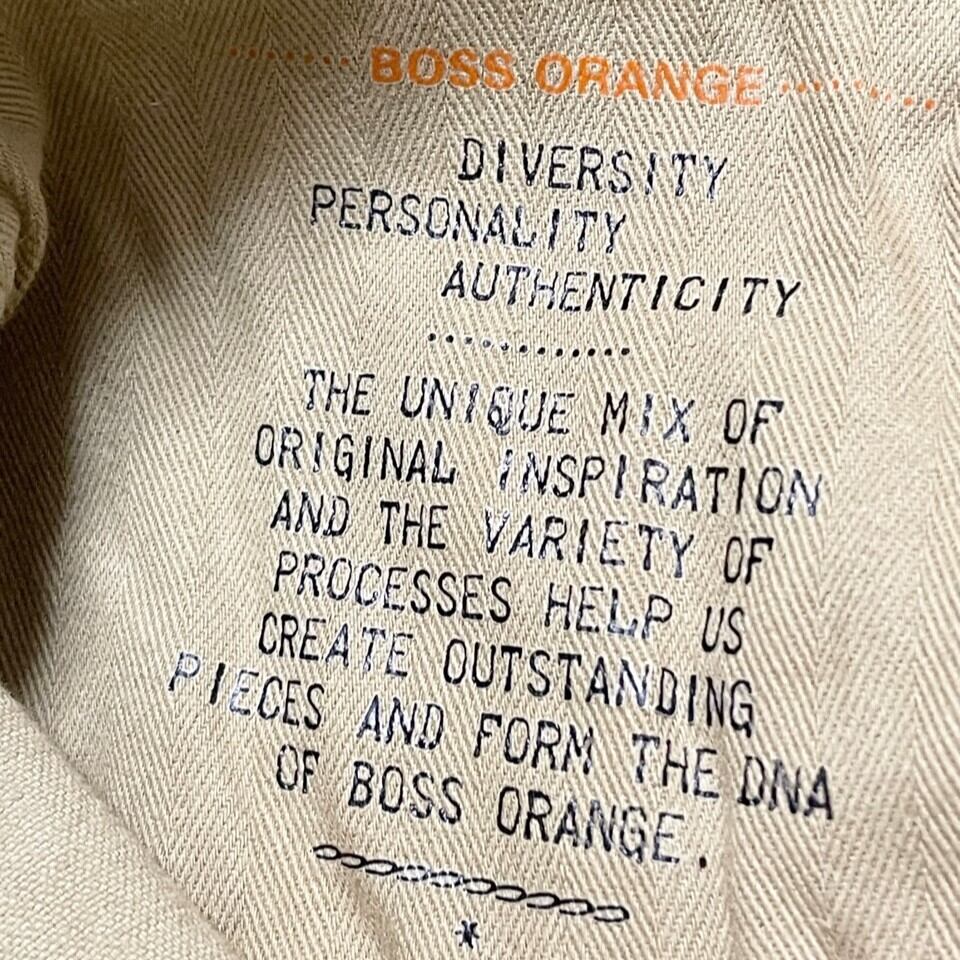 BOSS ORANGE
DIVERSITY
PERSONALITY
AUTHENTICITY
THE UNIQUE MIX OF
ORIGINAL INSPIRATION
AND THE VARIETY OF
PROCESSES HELP US
CREATE OUTSTANDING
PIECES AND FORM THE DNA
OF BOSS ORANGE.